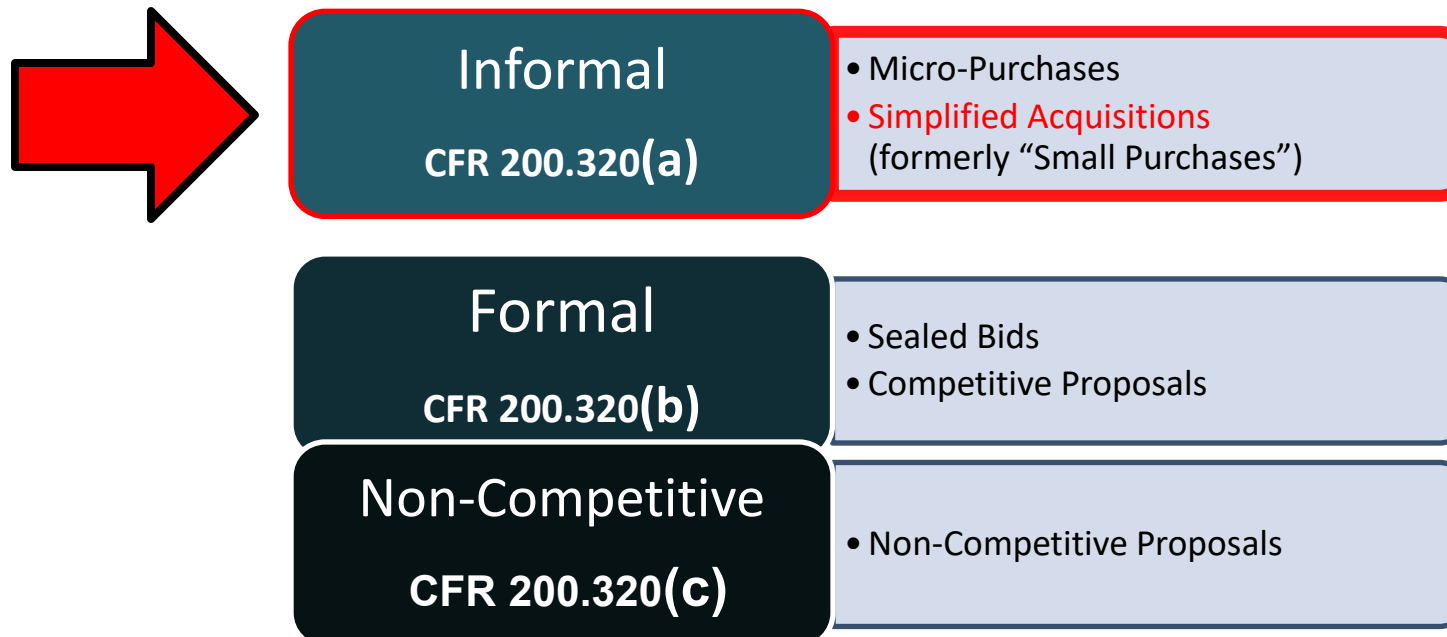 Informal
CFR 200.320(a)
• Micro-Purchases
• Simplified Acquisitions
(formerly “Small Purchases”)
Formal
CFR 200.320(b)
• Sealed Bids
• Competitive Proposals
Non-Competitive
CFR 200.320(c)
• Non-Competitive Proposals